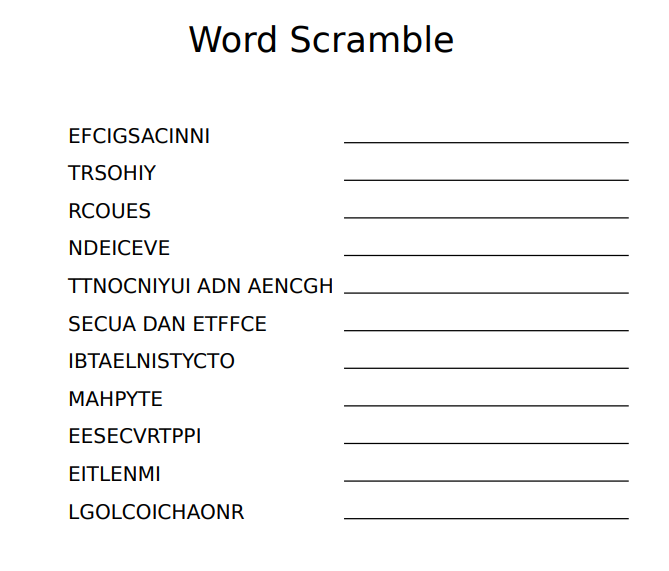 Word Scramble
EFCIGSACINNI
TRSOHIY
RCOUES
NDEICEVE
TTNOCNIYUI ADN AENCGH
SECUA DAN ETFFCE
IBTAELNISTYCTO
MAHPYTE
EESECVRTPPI
EITLENMI
LGOLCOICHAONR